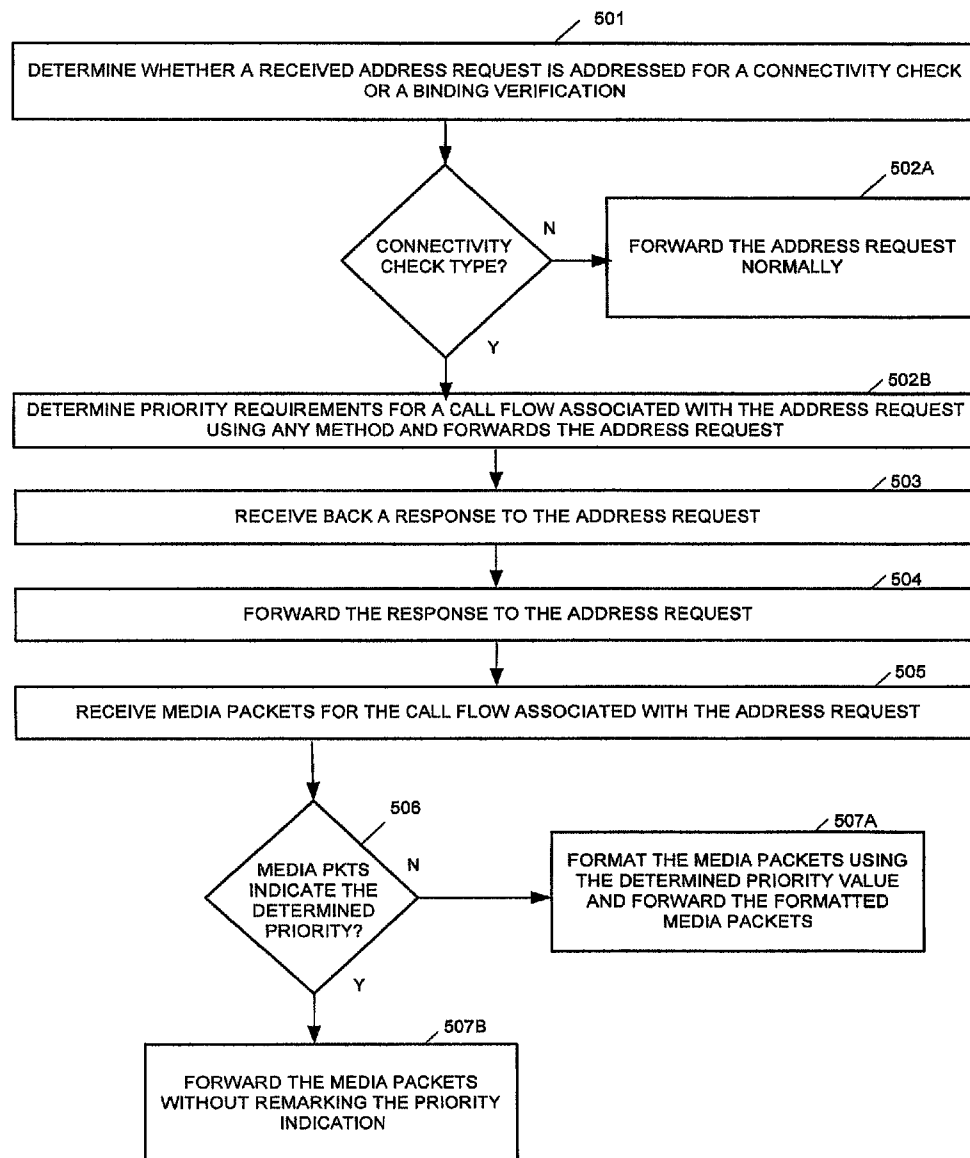 501
DETERMINE WHETHER A RECEIVED ADDRESS REQUEST IS ADDRESSED FOR A CONNECTIVITY CHECK
OR A BINDING VERIFICATION
CONNECTIVITY
CHECK TYPE?
N
Y
502A
FORWARD THE ADDRESS REQUEST
NORMALLY
502B
DETERMINE PRIORITY REQUIREMENTS FOR A CALL FLOW ASSOCIATED WITH THE ADDRESS REQUEST
USING ANY METHOD AND FORWARDS THE ADDRESS REQUEST
503
RECEIVE BACK A RESPONSE TO THE ADDRESS REQUEST
504
FORWARD THE RESPONSE TO THE ADDRESS REQUEST
505
RECEIVE MEDIA PACKETS FOR THE CALL FLOW ASSOCIATED WITH THE ADDRESS REQUEST
506
MEDIA PKTS
INDICATE THE
DETERMINED
PRIORITY?
N
Y
507A
FORMAT THE MEDIA PACKETS USING
THE DETERMINED PRIORITY VALUE
AND FORWARD THE FORMATTED
MEDIA PACKETS
507B
FORWARD THE MEDIA PACKETS
WITHOUT REMARKING THE PRIORITY
INDICATION